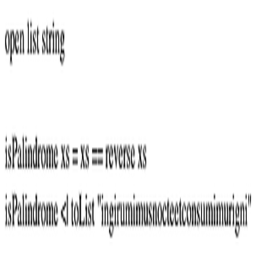 open list string
isPalindrome xs = xs == reverse xs
isPalindrome <| toList "ingirumimusnocteetconsumimurigni"